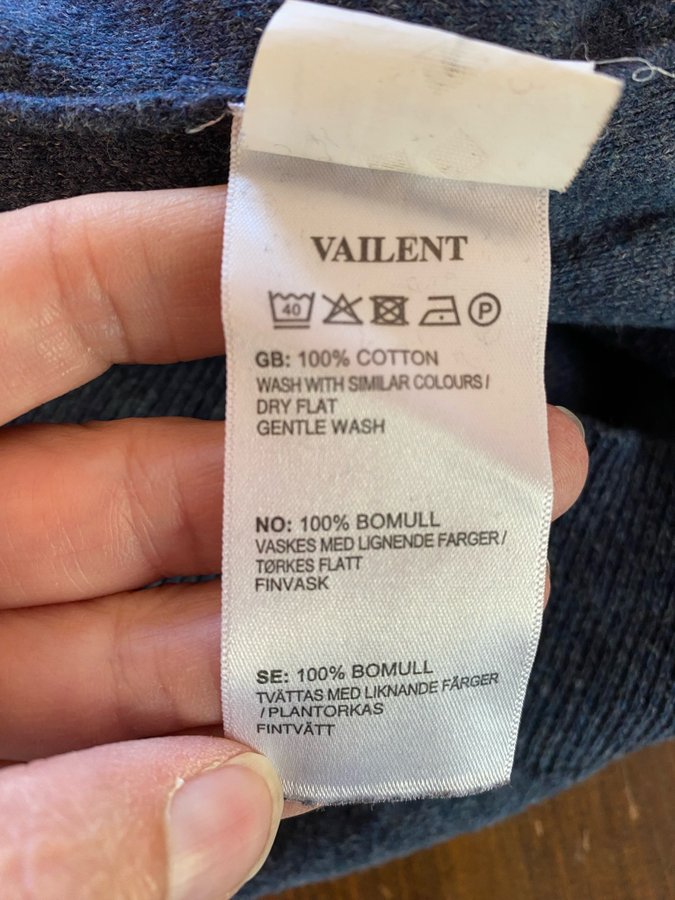 VAILENT
40 P
GB: 100% COTTON
WASH WITH SIMILAR COLOURS /
DRY FLAT
GENTLE WASH
NO: 100% BOMULL
VASKES MED LIGNENDE FARGER /
TØRKES FLATT
FINVASK
SE: 100% BOMULL
TVÄTTAS MED LIKNANDE FÄRGER
/ PLANTORKAS
FINTVÄTT